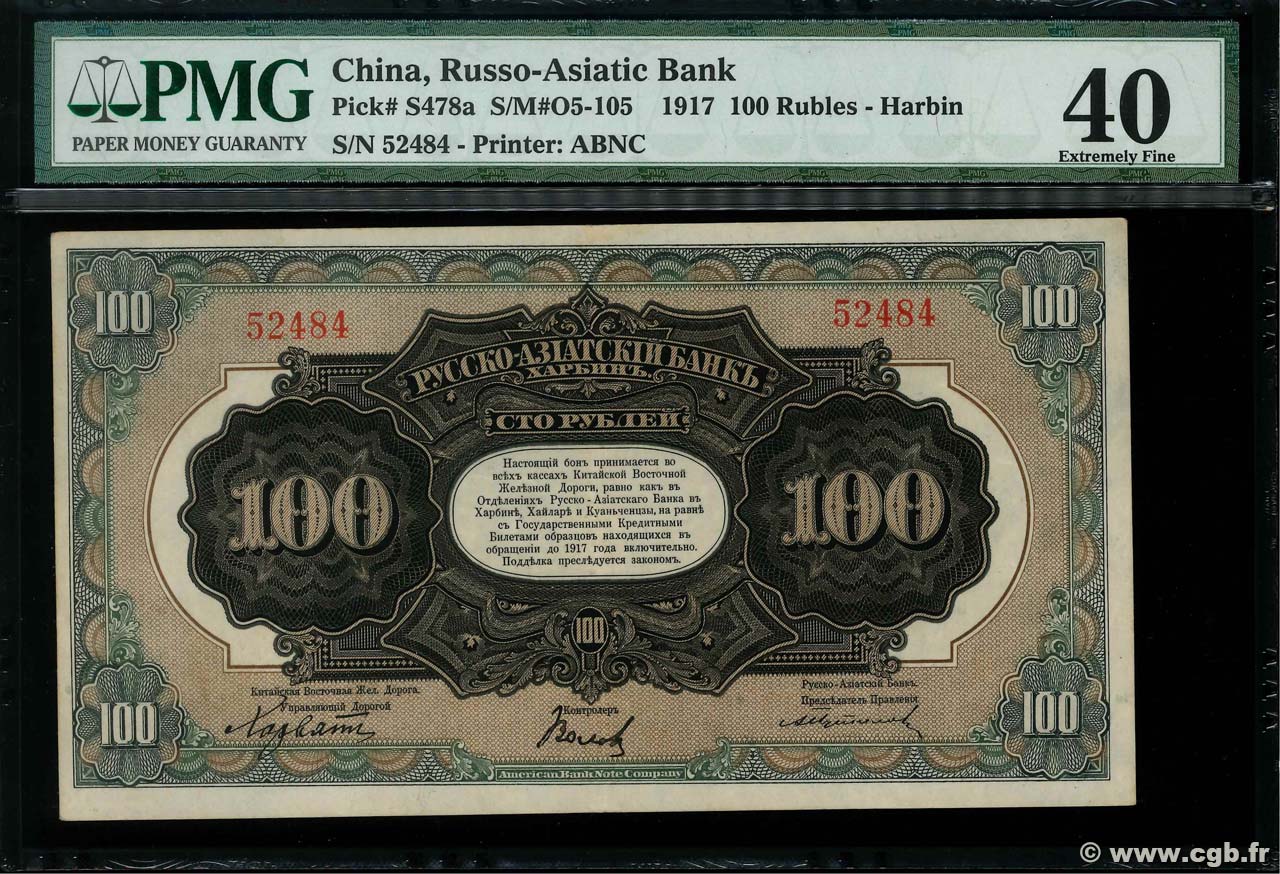 PMG
PAPER MONEY GUARANTY
China, Russo-Asiatic Bank
Pick# S478a S/M#O5-105 1917 100 Rubles - Harbin
S/N 52484 - Printer: ABNC
40
Extremely Fine
100
100
52484
52484
РУССКО-АЗІАТСКІЙ БАНКЪ
ХАРБИНЪ.
СТО РУБЛЕЙ
100
100
Настоящій бонъ принимается во
всѣхъ кассахъ Китайской Восточной
Желѣзной Дороги, равно какъ въ
Отдѣленіяхъ Русско-Азіатскаго Банка въ
Харбинѣ, Хайларѣ и Куаньченцзы, на равнѣ
съ Государственными Кредитными
Билетами образцовъ находящихся въ
обращеніи до 1917 года включительно.
Поддѣлка преслѣдуется закономъ.
100
Китайская Восточная Жел. Дорога.
Управляющій Дорогой
Хорватъ
Контролеръ
Русско-Азіатскій Банкъ.
Предсѣдатель Правленія
100
100
American Bank Note Company
© www.cgb.fr